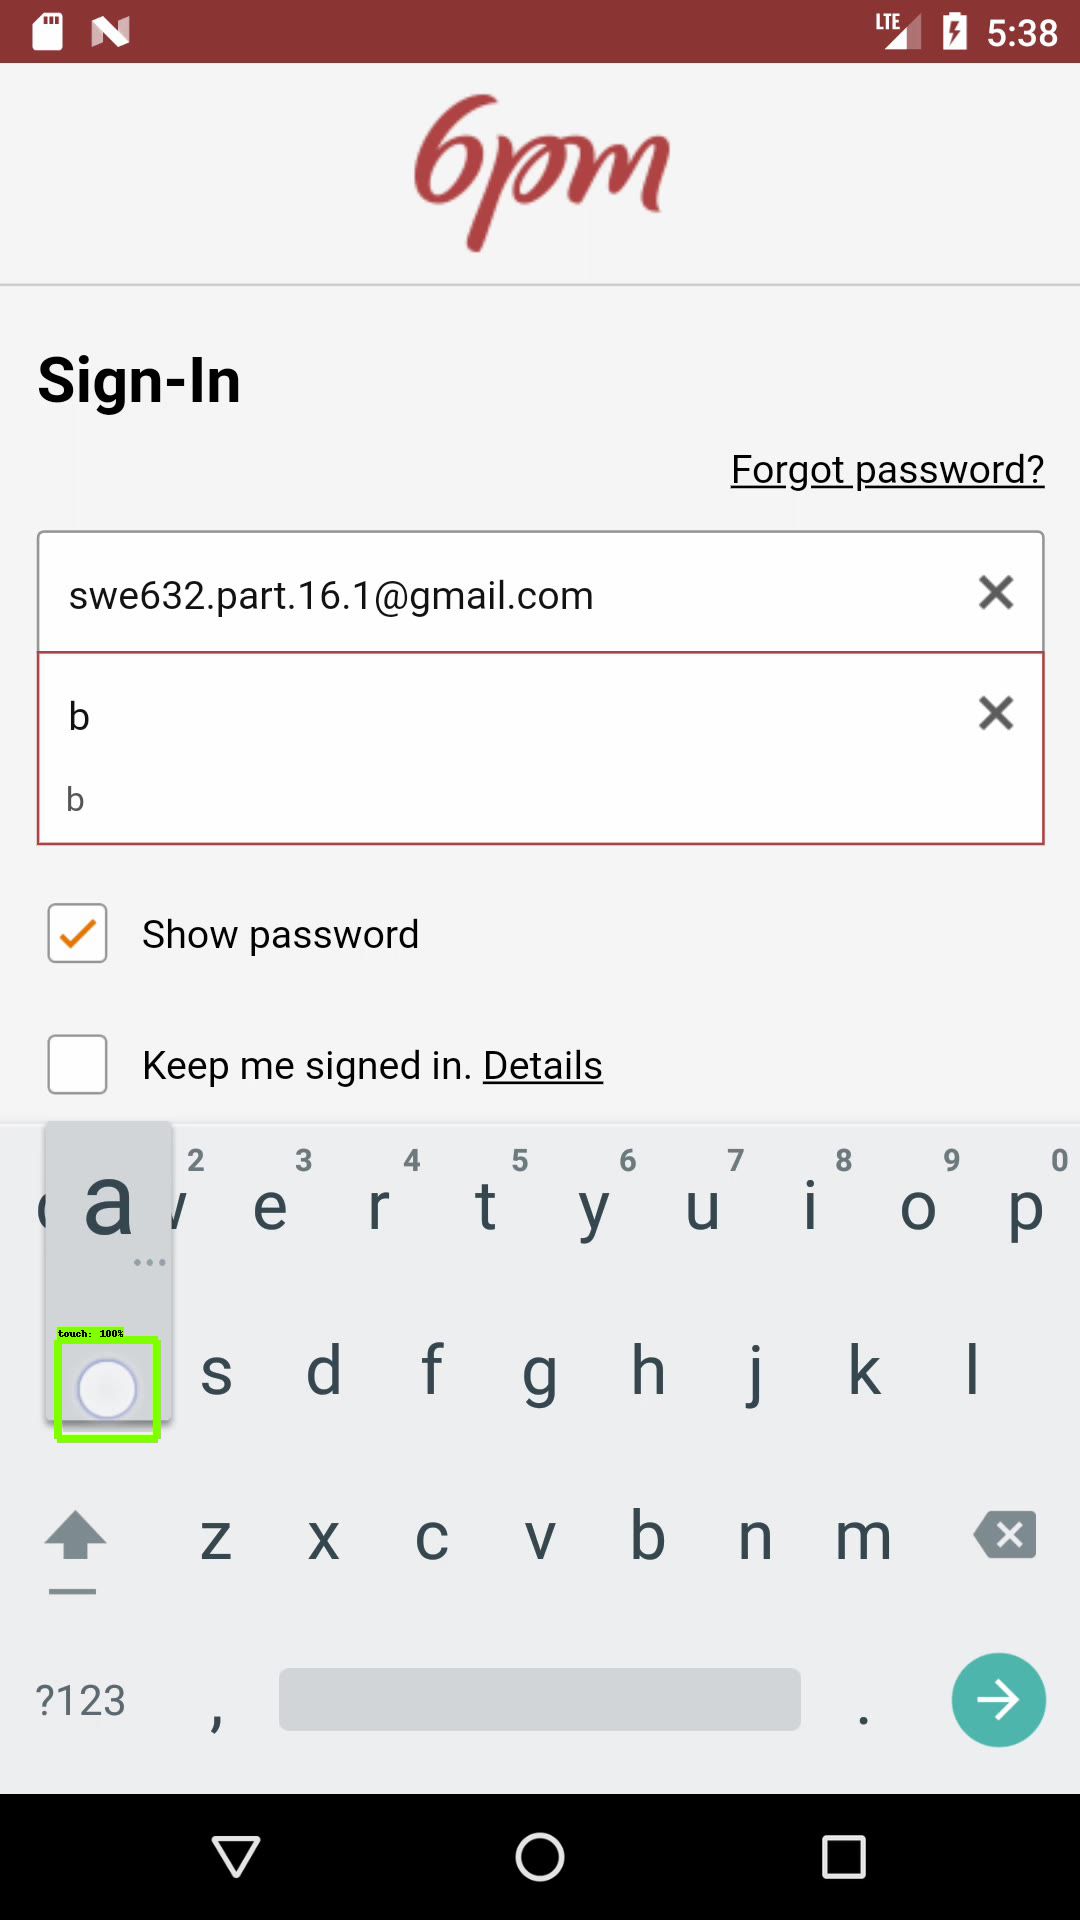 LTE 5:38
6pm
Sign-In
Forgot password?
swe632.part.16.1@gmail.com
b
b
Show password
Keep me signed in. Details
2 3 4 5 6 7 8 9 0
a e r t y u i o p
touch: 100%
s d f g h j k l
z x c v b n m
?123 , .